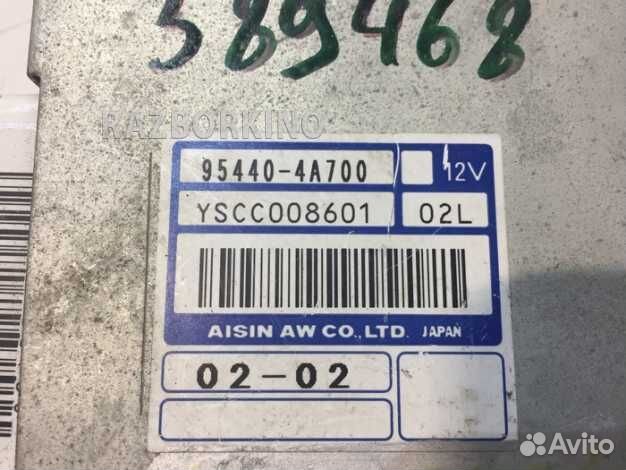 389468
RAZBORKINO
95440-4A700 12V
YSCC008601 02L
AISIN AW CO., LTD. JAPAN
02-02
Avito